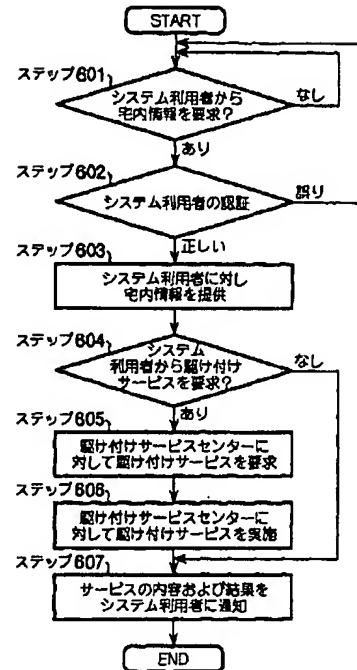 START
ステップ601
システム利用者から
宅内情報を要求?
なし
あり
ステップ602
システム利用者の認証
誤り
正しい
ステップ603
システム利用者に対し
宅内情報を提供
ステップ604
システム
利用者から駆け付け
サービスを要求?
なし
あり
ステップ605
駆け付けサービスセンターに
対して駆け付けサービスを要求
ステップ606
駆け付けサービスセンターに
対して駆け付けサービスを実施
ステップ607
サービスの内容および結果を
システム利用者に通知
END